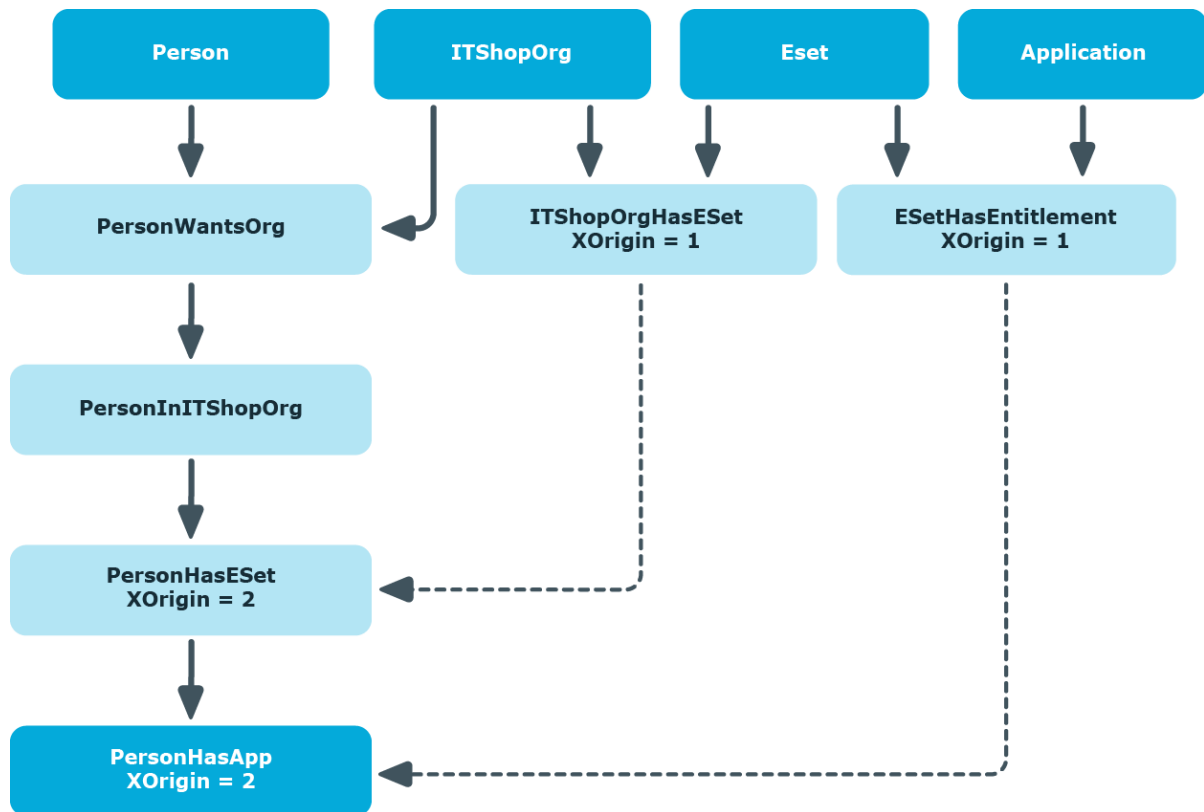 Person
ITShopOrg
Eset
Application
PersonWantsOrg
ITShopOrgHasESet
XOrigin = 1
ESetHasEntitlement
XOrigin = 1
PersonInITShopOrg
PersonHasESet
XOrigin = 2
PersonHasApp
XOrigin = 2